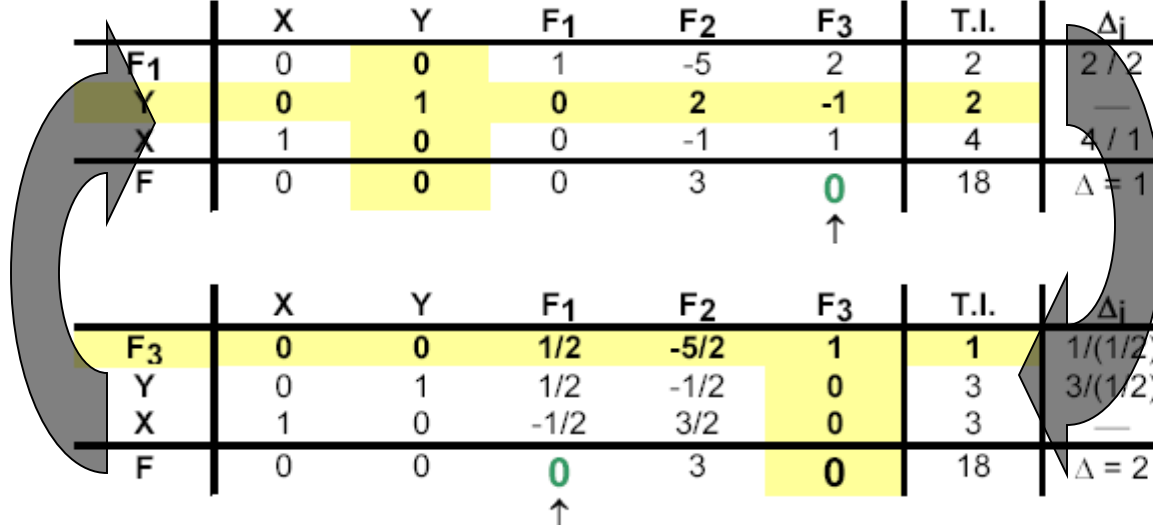 X Y F1 F2 F3 T.I. Δj
F1 0 0 1 -5 2 2 2 / 2
Y 0 1 0 2 -1 2 —
X 1 0 0 -1 1 4 4 / 1
F 0 0 0 3 0 18 Δ = 1
↑
X Y F1 F2 F3 T.I. Δj
F3 0 0 1/2 -5/2 1 1 1/(1/2)
Y 0 1 1/2 -1/2 0 3 3/(1/2)
X 1 0 -1/2 3/2 0 3 —
F 0 0 0 3 0 18 Δ = 2
↑